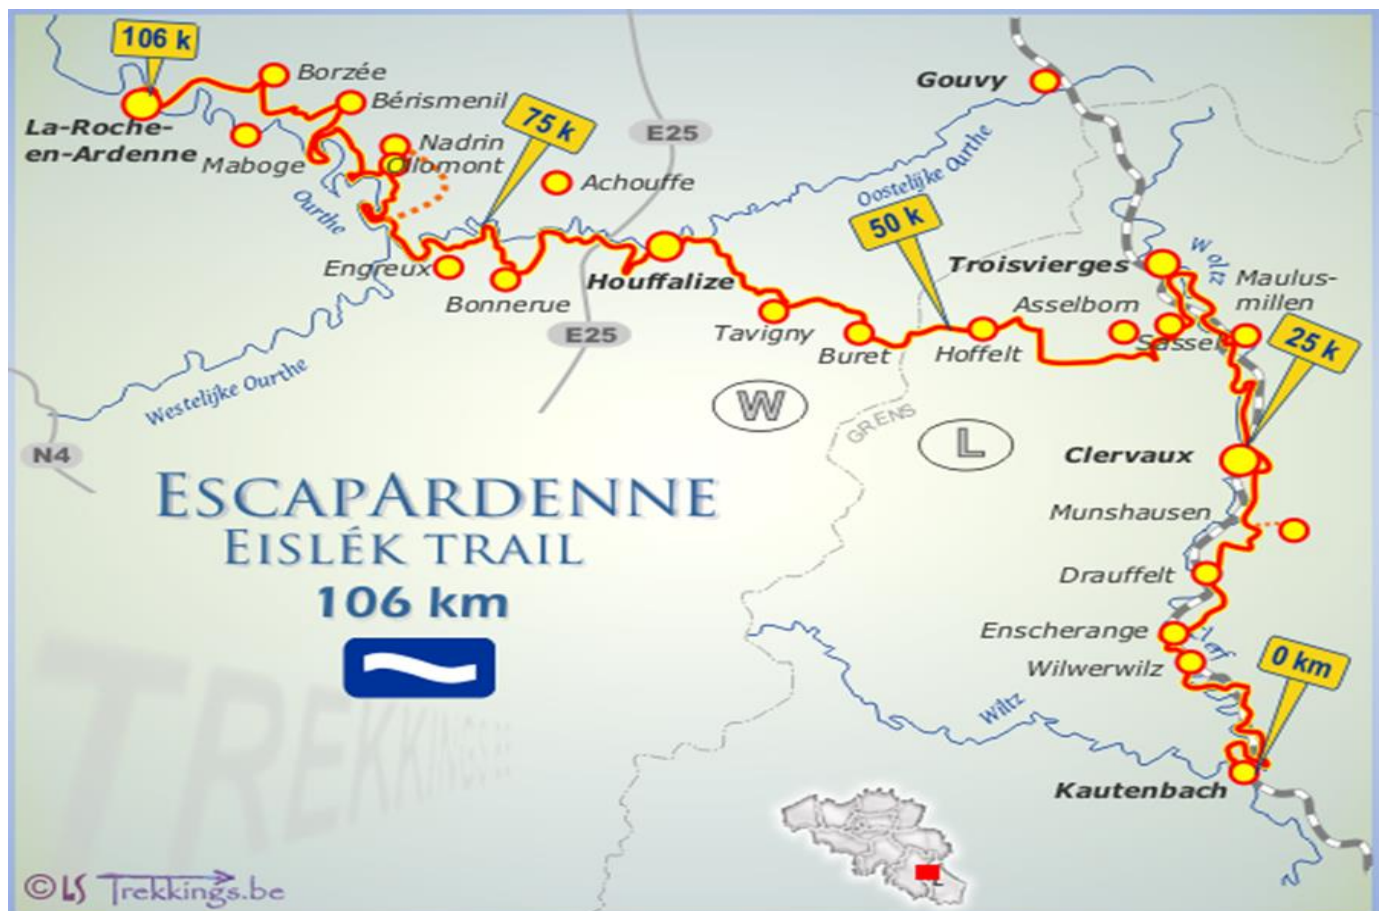 106 k
Borzée
Bérismenil
La-Roche-
en-Ardenne
Maboge
Nadrin
Ollomont
75 k
Achouffe
E25
Gouvy
Oostelijke Ourthe
Ourthe
50 k
Troisvierges
Woltz
Maulus-
millen
Asselborn
Sassel
25 k
Engreux
Bonnerue
Houffalize
E25
Tavigny
Buret
Hoffelt
Westelijke Ourthe
N4
W
GRENS
L
Clervaux
ESCAPARDENNE
EISLÉK TRAIL
106 km
Munshausen
Drauffelt
Enscherange
Clerf
Wilwerwilz
0 km
Wiltz
Kautenbach
TREKKINGS.BE
©LS Trekkings.be